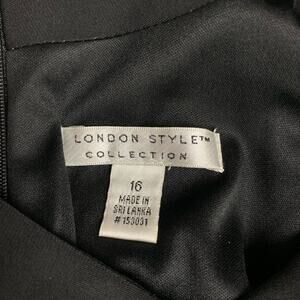 LONDON STYLE™
COLLECTION
16
MADE IN
SRI LANKA
# 153031